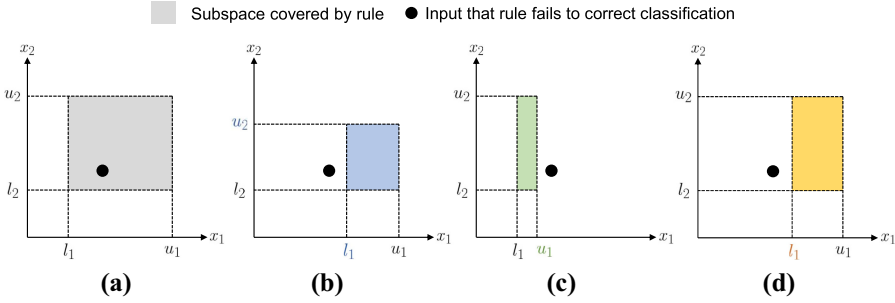 Subspace covered by rule Input that rule fails to correct classification
x₂ x₂ x₂ x₂
u₂ u₂ u₂ u₂
l₂ l₂ l₂ l₂
x₁ x₁ x₁ x₁
l₁ u₁ l₁ u₁ l₁ u₁ l₁ u₁
(a) (b) (c) (d)